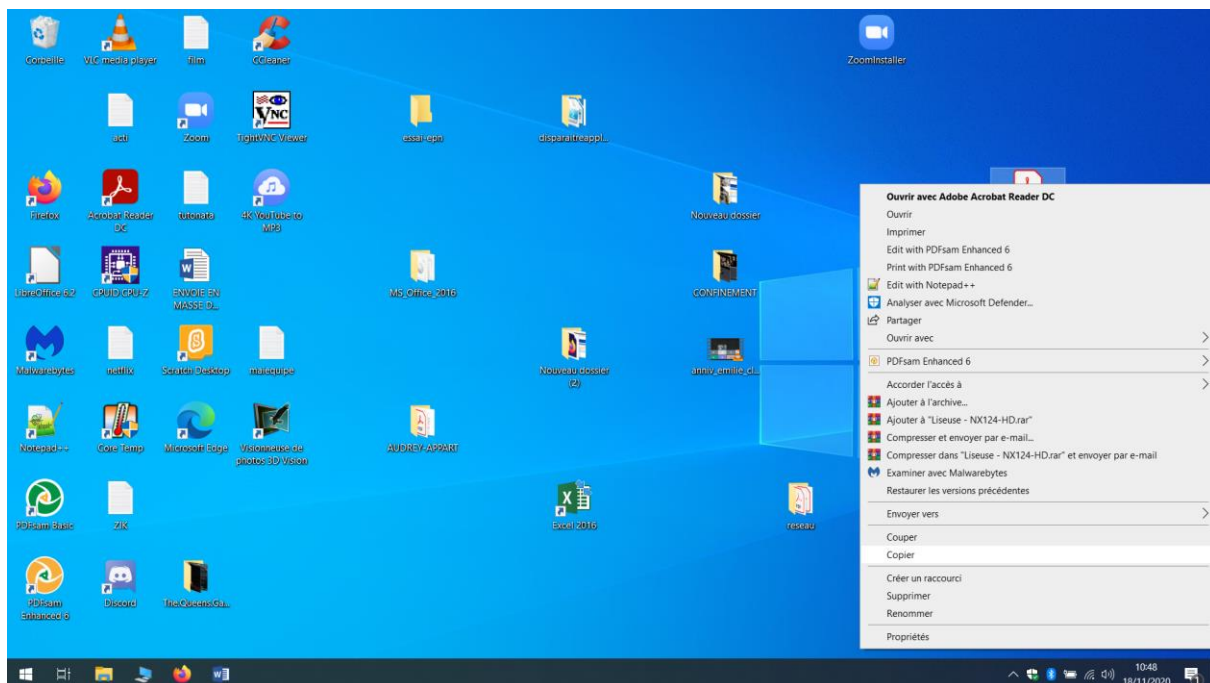 Corbeille
VLC media player
film
CCleaner
ZoomInstaller
acti
Zoom
TightVNC Viewer
essai-epn
disparaitreappl...
Firefox
Acrobat Reader
DC
tutonata
4K YouTube to
MP3
Nouveau dossier
LibreOffice 6.2
CPUID CPU-Z
ENVOIE EN
MASSE D...
MS_Office_2016
CONFINEMENT
Malwarebytes
netflix
Scratch Desktop
maiequipe
Nouveau dossier
(2)
anniv_emilie_cl...
Notepad++
Core Temp
Microsoft Edge
Visionneuse de
photos 3D Vision
AUDREY-APPART
PDFsam Basic
ZIK
Excel 2016
reseau
PDFsam
Enhanced 6
Discord
The.Queens.Ga...
Ouvrir avec Adobe Acrobat Reader DC
Ouvrir
Imprimer
Edit with PDFsam Enhanced 6
Print with PDFsam Enhanced 6
Edit with Notepad++
Analyser avec Microsoft Defender...
Partager
Ouvrir avec
PDFsam Enhanced 6
Accorder l'accès à
Ajouter à l'archive...
Ajouter à "Liseuse - NX124-HD.rar"
Compresser et envoyer par e-mail...
Compresser dans "Liseuse - NX124-HD.rar" et envoyer par e-mail
Examiner avec Malwarebytes
Restaurer les versions précédentes
Envoyer vers
Couper
Copier
Créer un raccourci
Supprimer
Renommer
Propriétés
10:48
18/11/2020